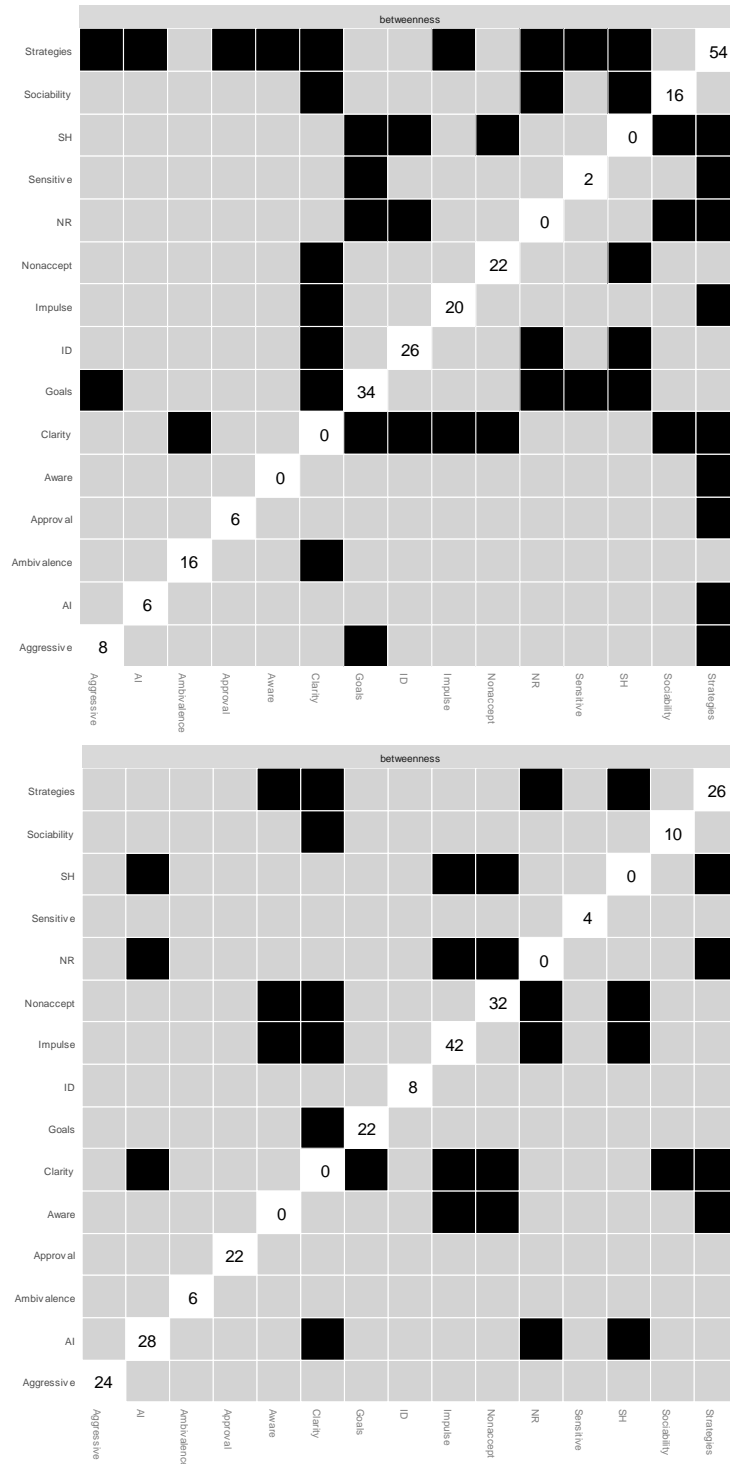 betweenness
Strategies 54
Sociability 16
SH 0
Sensitive 2
NR 0
Nonaccept 22
Impulse 20
ID 26
Goals 34
Clarity 0
Aware 0
Approval 6
Ambivalence 16
AI 6
Aggressive 8
Aggressive AI Ambivalence Approval Aware Clarity Goals ID Impulse Nonaccept NR Sensitive SH Sociability Strategies
betweenness
Strategies 26
Sociability 10
SH 0
Sensitive 4
NR 0
Nonaccept 32
Impulse 42
ID 8
Goals 22
Clarity 0
Aware 0
Approval 22
Ambivalence 6
AI 28
Aggressive 24
Aggressive AI Ambivalence Approval Aware Clarity Goals ID Impulse Nonaccept NR Sensitive SH Sociability Strategies